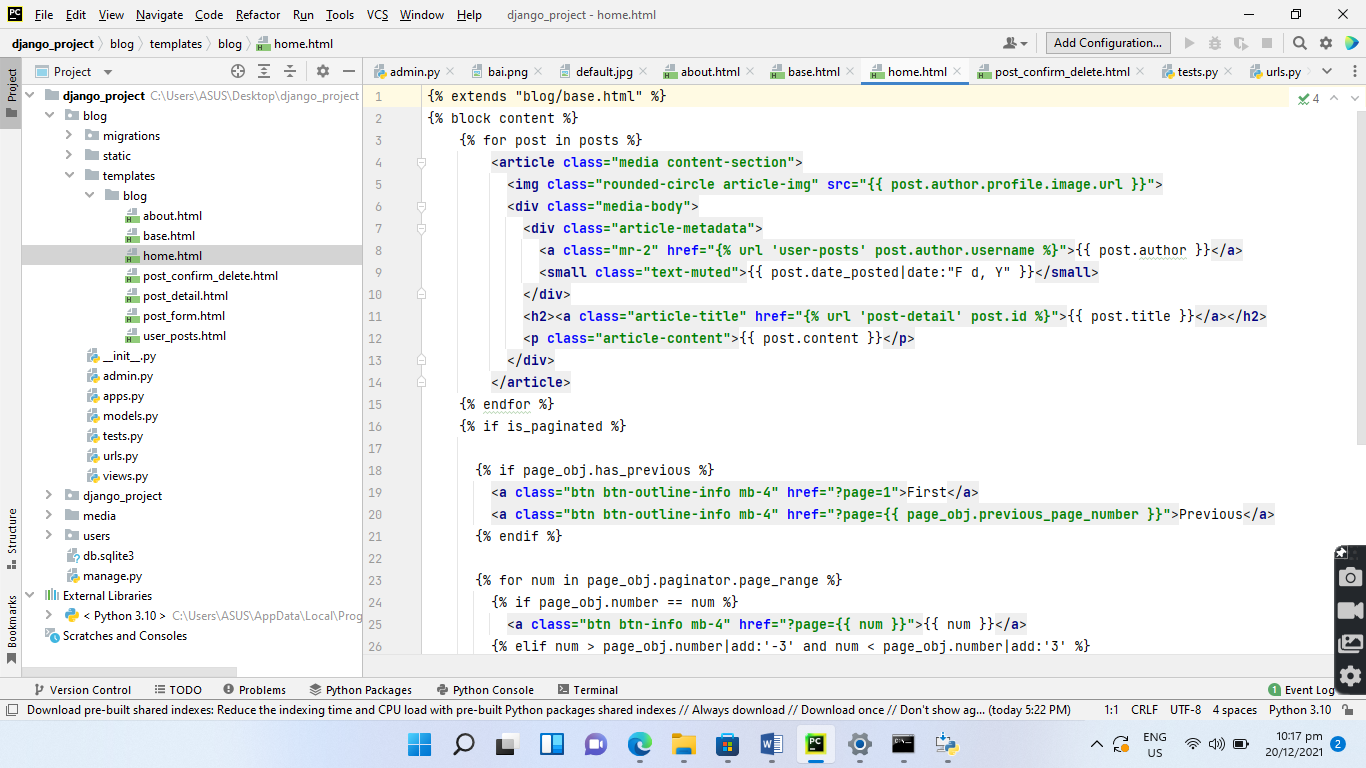 PC File Edit View Navigate Code Refactor Run Tools VCS Window Help django_project - home.html
django_project blog templates blog home.html Add Configuration...
Project admin.py bai.png default.jpg about.html base.html home.html post_confirm_delete.html tests.py urls.py
Project
Structure
Bookmarks
django_project C:\Users\ASUS\Desktop\django_project
blog
migrations
static
templates
blog
about.html
base.html
home.html
post_confirm_delete.html
post_detail.html
post_form.html
user_posts.html
__init__.py
admin.py
apps.py
models.py
tests.py
urls.py
views.py
django_project
media
users
db.sqlite3
manage.py
External Libraries
< Python 3.10 > C:\Users\ASUS\AppData\Local\Prog
Scratches and Consoles
4
1 {% extends "blog/base.html" %}
2 {% block content %}
3 {% for post in posts %}
4 <article class="media content-section">
5 <img class="rounded-circle article-img" src="{{ post.author.profile.image.url }}">
6 <div class="media-body">
7 <div class="article-metadata">
8 <a class="mr-2" href="{% url 'user-posts' post.author.username %}">{{ post.author }}</a>
9 <small class="text-muted">{{ post.date_posted|date:"F d, Y" }}</small>
10 </div>
11 <h2><a class="article-title" href="{% url 'post-detail' post.id %}">{{ post.title }}</a></h2>
12 <p class="article-content">{{ post.content }}</p>
13 </div>
14 </article>
15 {% endfor %}
16 {% if is_paginated %}
17
18 {% if page_obj.has_previous %}
19 <a class="btn btn-outline-info mb-4" href="?page=1">First</a>
20 <a class="btn btn-outline-info mb-4" href="?page={{ page_obj.previous_page_number }}">Previous</a>
21 {% endif %}
22
23 {% for num in page_obj.paginator.page_range %}
24 {% if page_obj.number == num %}
25 <a class="btn btn-info mb-4" href="?page={{ num }}">{{ num }}</a>
26 {% elif num > page_obj.number|add:'-3' and num < page_obj.number|add:'3' %}
Version Control TODO Problems Python Packages Python Console Terminal 1 Event Log
Download pre-built shared indexes: Reduce the indexing time and CPU load with pre-built Python packages shared indexes // Always download // Download once // Don't show ag... (today 5:22 PM) 1:1 CRLF UTF-8 4 spaces Python 3.10
PC
ENG
US
10:17 pm
20/12/2021
2